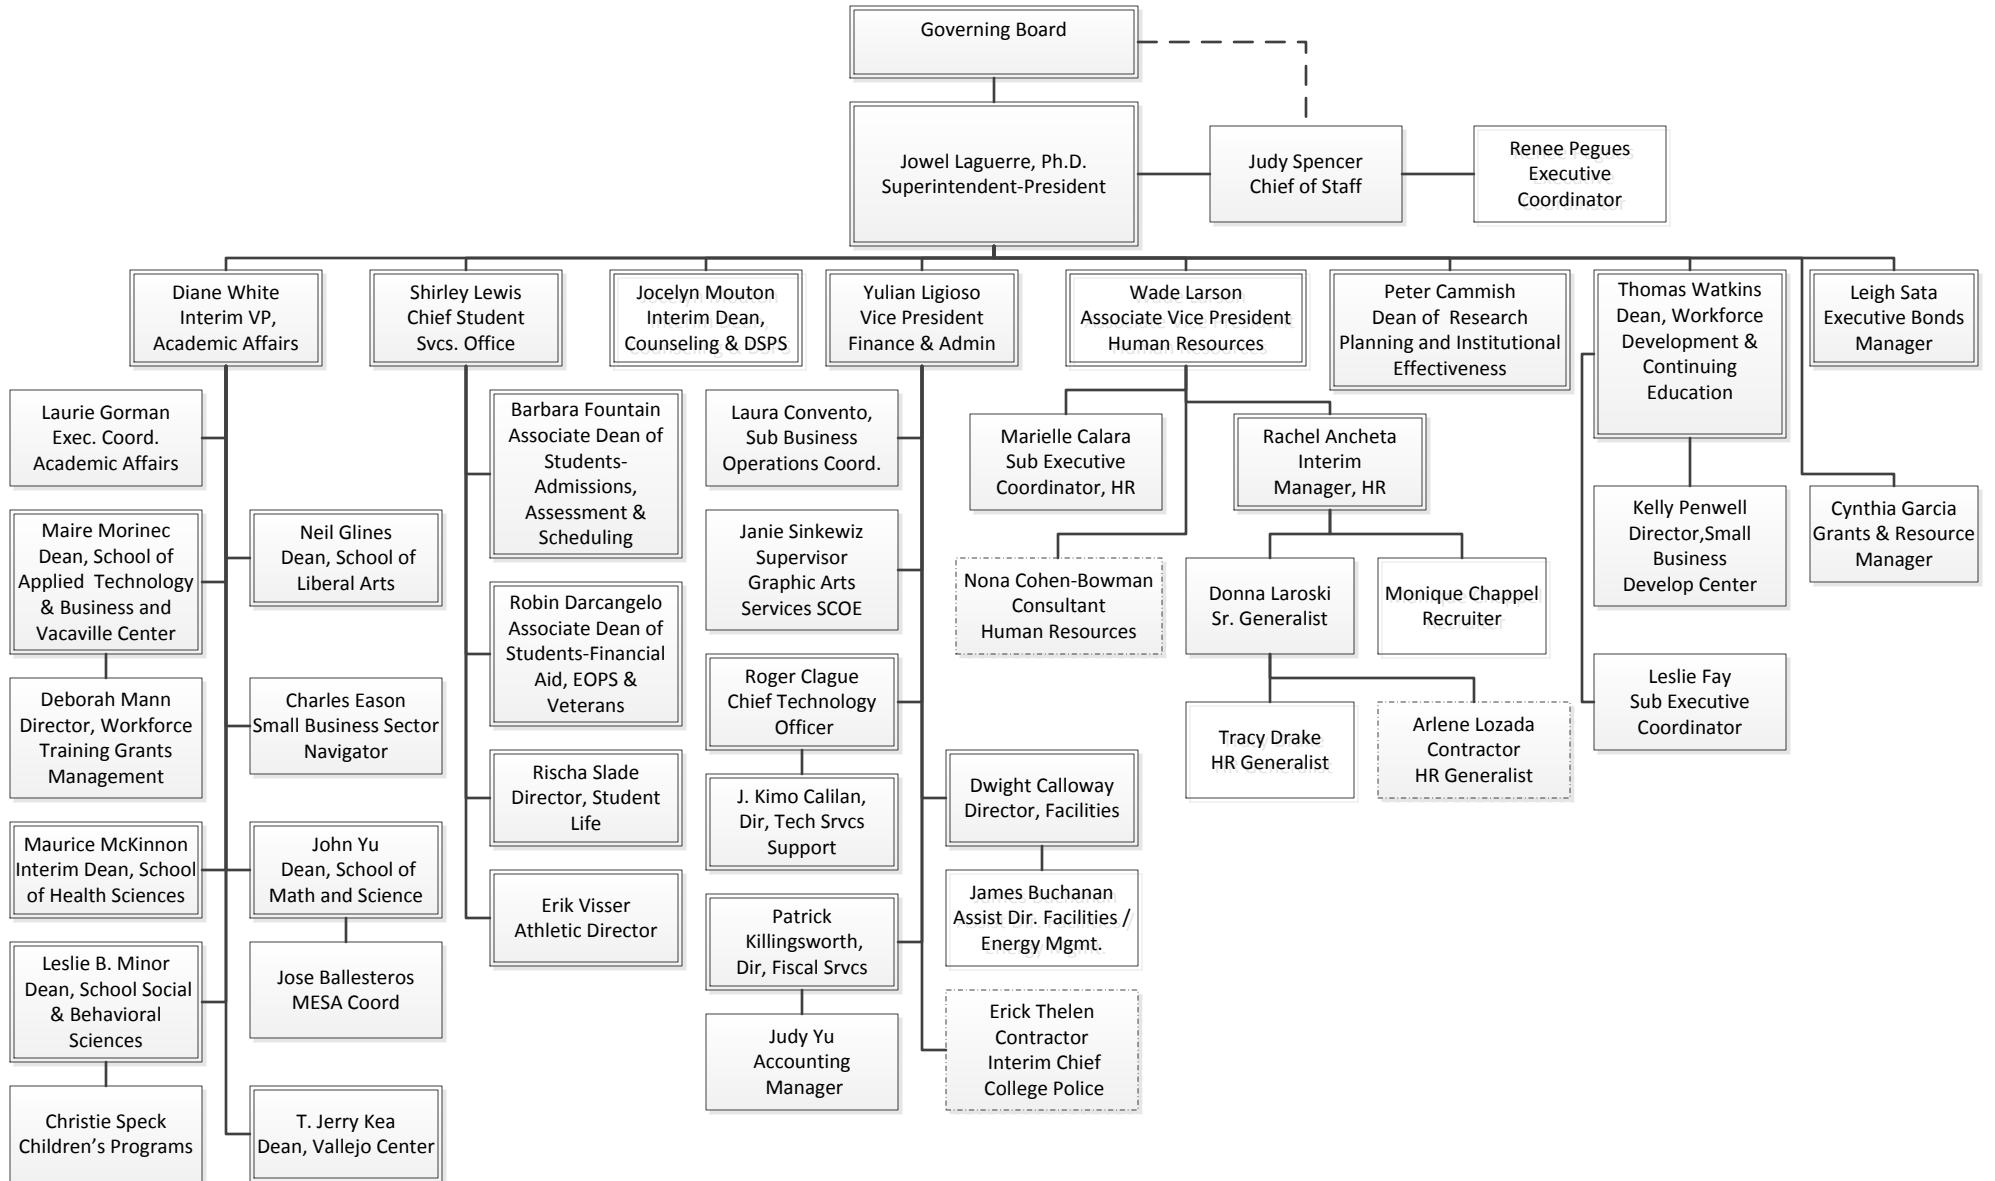 Governing Board
Jowel Laguerre, Ph.D.
Superintendent-President
Judy Spencer
Chief of Staff
Renee Pegues
Executive
Coordinator
Diane White
Interim VP,
Academic Affairs
Shirley Lewis
Chief Student
Svcs. Office
Jocelyn Mouton
Interim Dean,
Counseling & DSPS
Yulian Ligioso
Vice President
Finance & Admin
Wade Larson
Associate Vice President
Human Resources
Peter Cammish
Dean of  Research
Planning and Institutional
Effectiveness
Thomas Watkins
Dean, Workforce
Development &
Continuing
Education
Leigh Sata
Executive Bonds
Manager
Laurie Gorman
Exec. Coord.
Academic Affairs
Maire Morinec
Dean, School of
Applied  Technology
& Business and
Vacaville Center
Deborah Mann
Director, Workforce
Training Grants
Management
Maurice McKinnon
Interim Dean, School
of Health Sciences
Leslie B. Minor
Dean, School Social
& Behavioral
Sciences
Christie Speck
Children’s Programs
Neil Glines
Dean, School of
Liberal Arts
Charles Eason
Small Business Sector
Navigator
John Yu
Dean, School of
Math and Science
Jose Ballesteros
MESA Coord
T. Jerry Kea
Dean, Vallejo Center
Barbara Fountain
Associate Dean of
Students-
Admissions,
Assessment &
Scheduling
Robin Darcangelo
Associate Dean of
Students-Financial
Aid, EOPS &
Veterans
Rischa Slade
Director, Student
Life
Erik Visser
Athletic Director
Laura Convento,
Sub Business
Operations Coord.
Janie Sinkewiz
Supervisor
Graphic Arts
Services SCOE
Roger Clague
Chief Technology
Officer
J. Kimo Calilan,
Dir, Tech Srvcs
Support
Patrick
Killingsworth,
Dir, Fiscal Srvcs
Judy Yu
Accounting
Manager
Dwight Calloway
Director, Facilities
James Buchanan
Assist Dir. Facilities /
Energy Mgmt.
Erick Thelen
Contractor
Interim Chief
College Police
Marielle Calara
Sub Executive
Coordinator, HR
Rachel Ancheta
Interim
Manager, HR
Nona Cohen-Bowman
Consultant
Human Resources
Donna Laroski
Sr. Generalist
Monique Chappel
Recruiter
Tracy Drake
HR Generalist
Arlene Lozada
Contractor
HR Generalist
Kelly Penwell
Director,Small
Business
Develop Center
Leslie Fay
Sub Executive
Coordinator
Cynthia Garcia
Grants & Resource
Manager